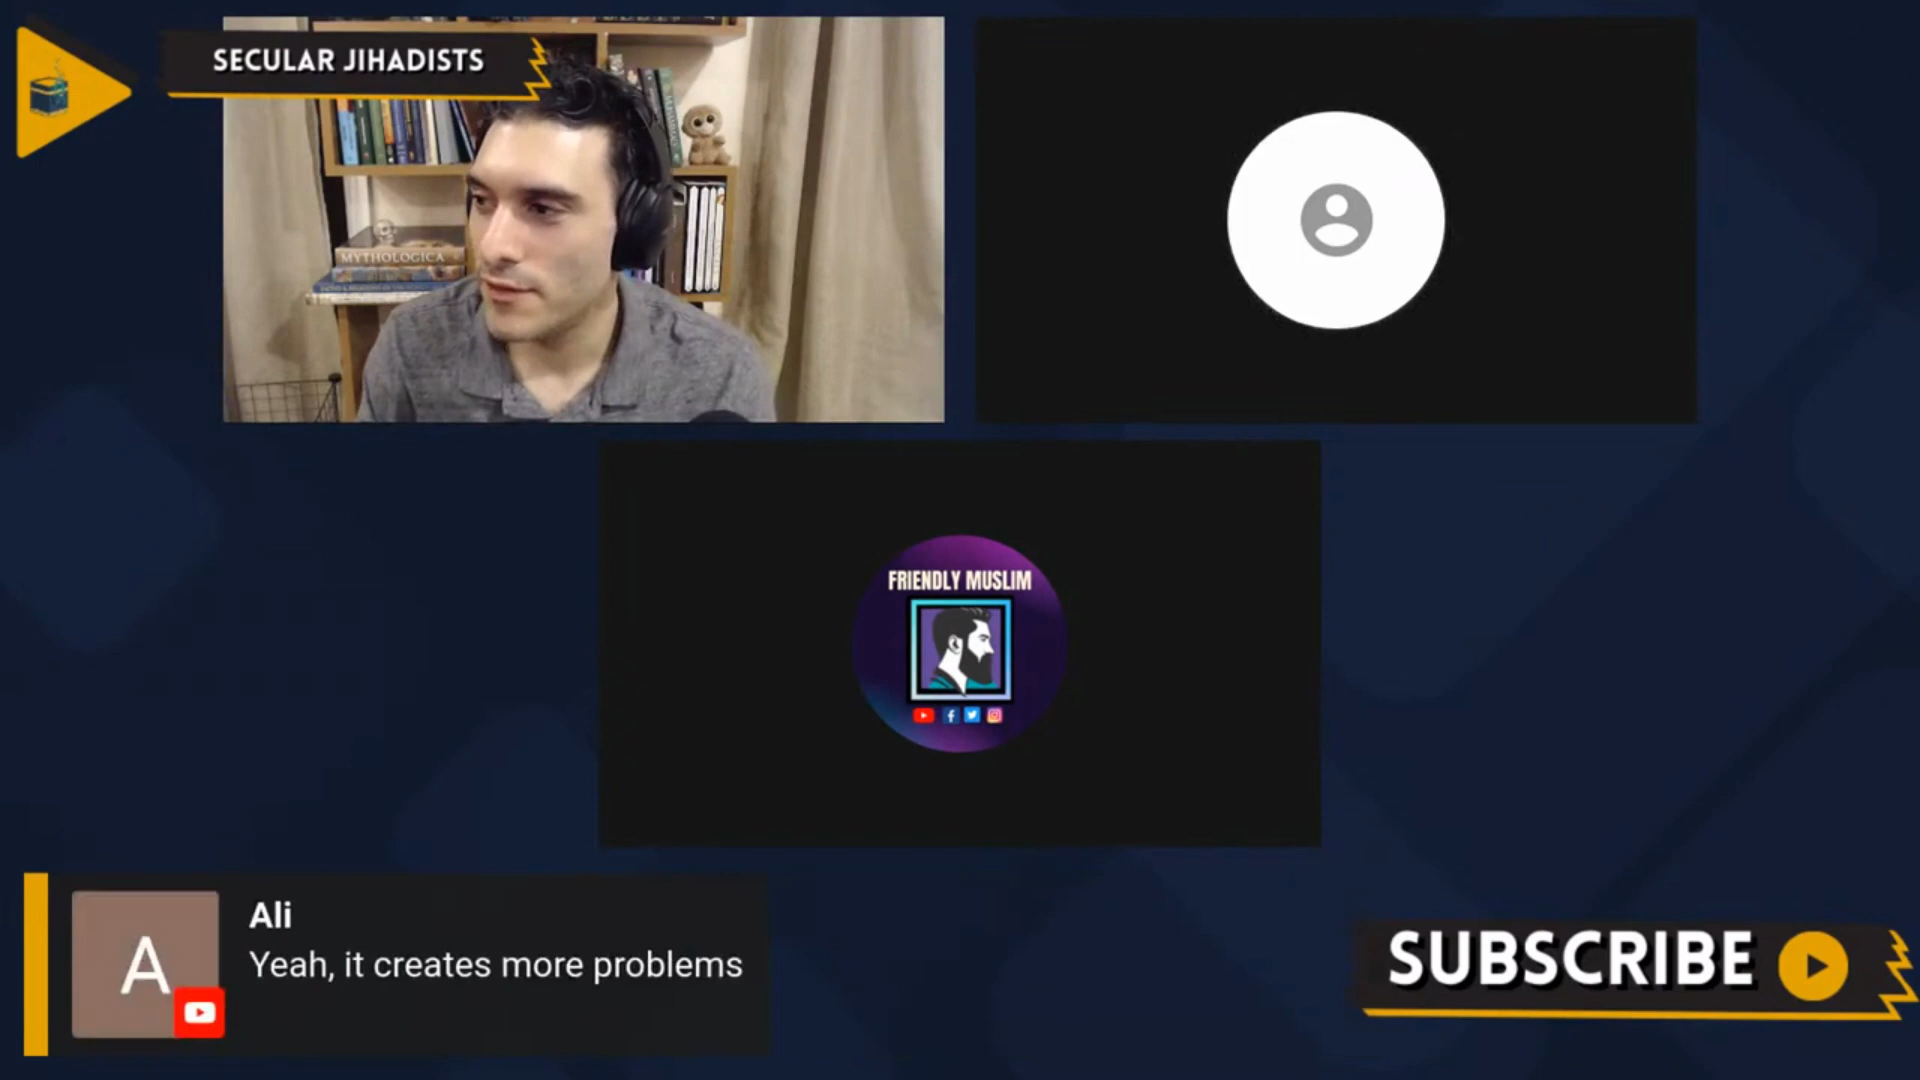 SECULAR JIHADISTS
MYTHOLOGICA
FRIENDLY MUSLIM
A
Ali
Yeah, it creates more problems
SUBSCRIBE